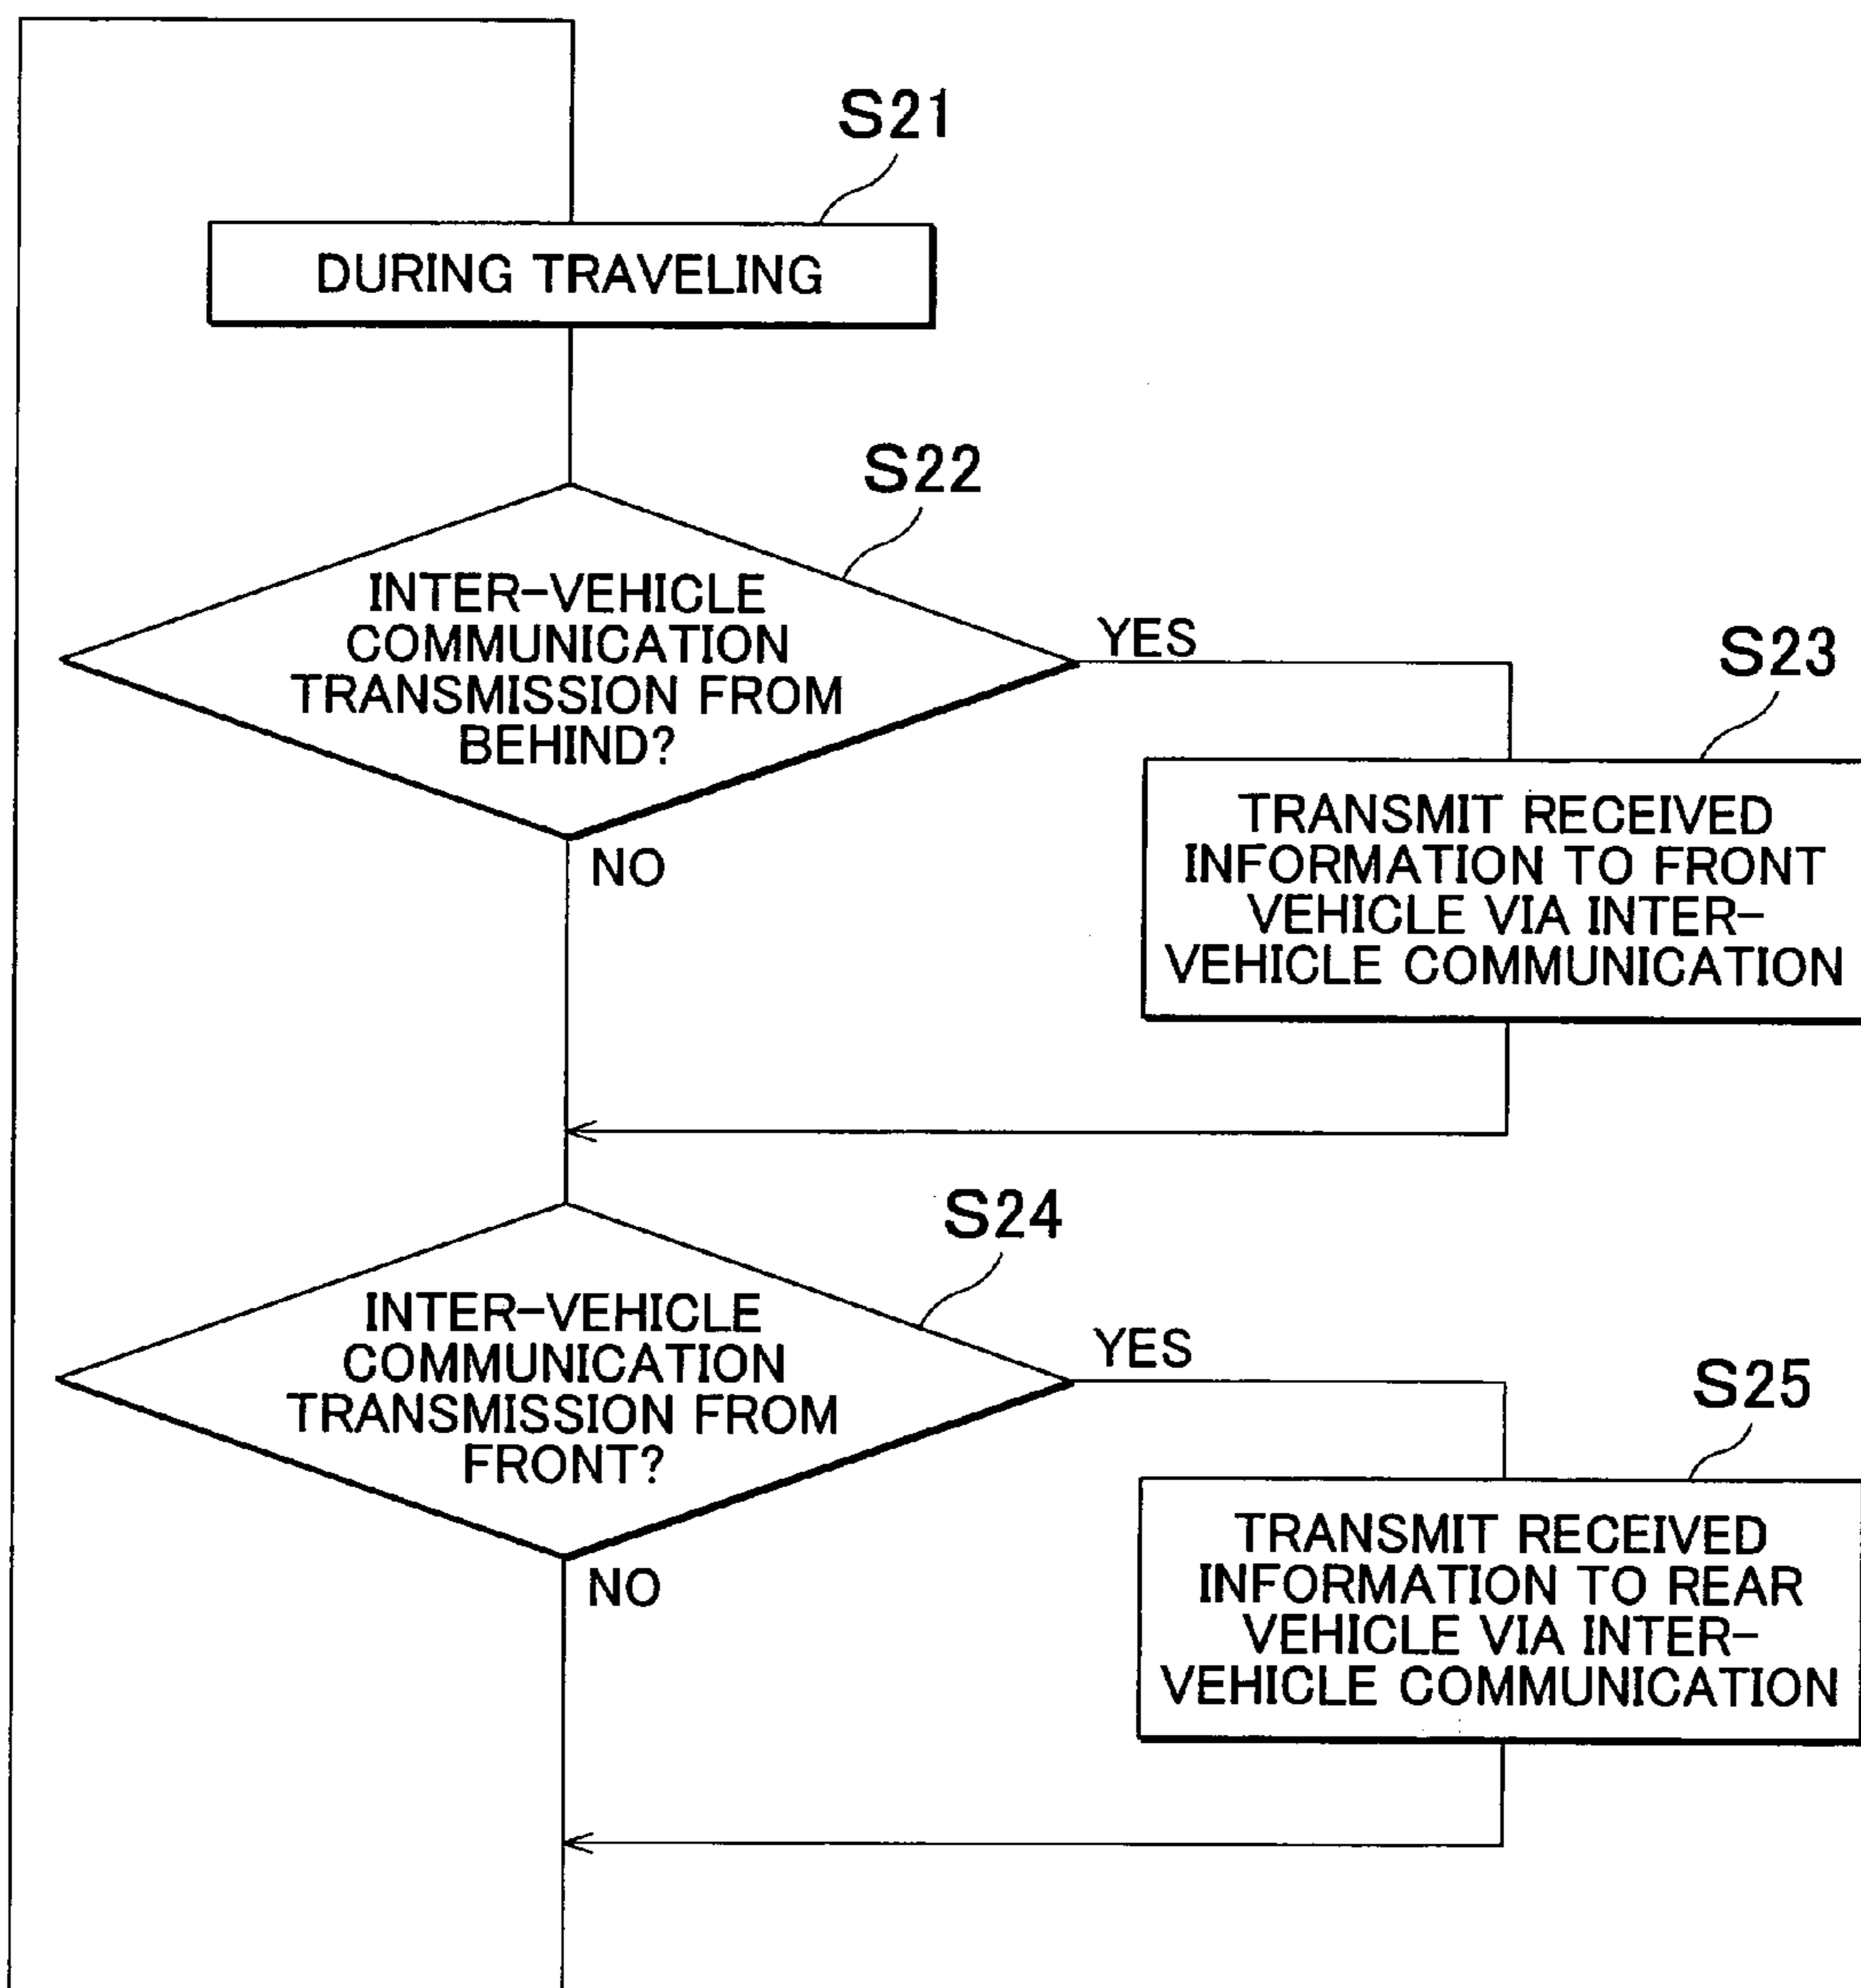 S21
DURING TRAVELING
S22
INTER-VEHICLE
COMMUNICATION
TRANSMISSION FROM
BEHIND?
YES
NO
S23
TRANSMIT RECEIVED
INFORMATION TO FRONT
VEHICLE VIA INTER-
VEHICLE COMMUNICATION
S24
INTER-VEHICLE
COMMUNICATION
TRANSMISSION FROM
FRONT?
YES
NO
S25
TRANSMIT RECEIVED
INFORMATION TO REAR
VEHICLE VIA INTER-
VEHICLE COMMUNICATION